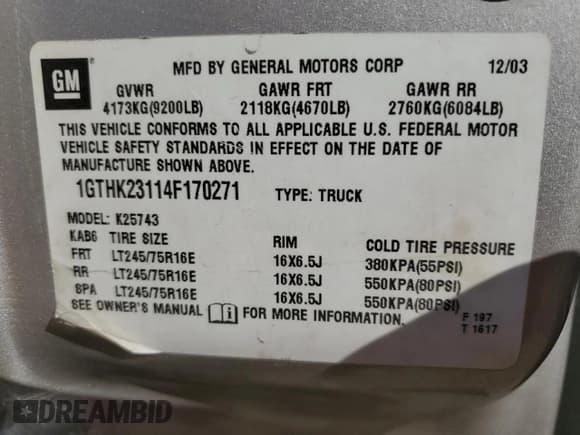 GM
MFD BY GENERAL MOTORS CORP 12/03
GVWR GAWR FRT GAWR RR
4173KG(9200LB) 2118KG(4670LB) 2760KG(6084LB)
THIS VEHICLE CONFORMS TO ALL APPLICABLE U.S. FEDERAL MOTOR
VEHICLE SAFETY STANDARDS IN EFFECT ON THE DATE OF
MANUFACTURE SHOWN ABOVE.
1GTHK23114F170271 TYPE: TRUCK
MODEL: K25743
KAB6 TIRE SIZE RIM COLD TIRE PRESSURE
FRT LT245/75R16E 16X6.5J 380KPA(55PSI)
RR LT245/75R16E 16X6.5J 550KPA(80PSI)
SPA LT245/75R16E 16X6.5J 550KPA(80PSI)
SEE OWNER'S MANUAL i FOR MORE INFORMATION.
F 197
T 1617
DREAMBID